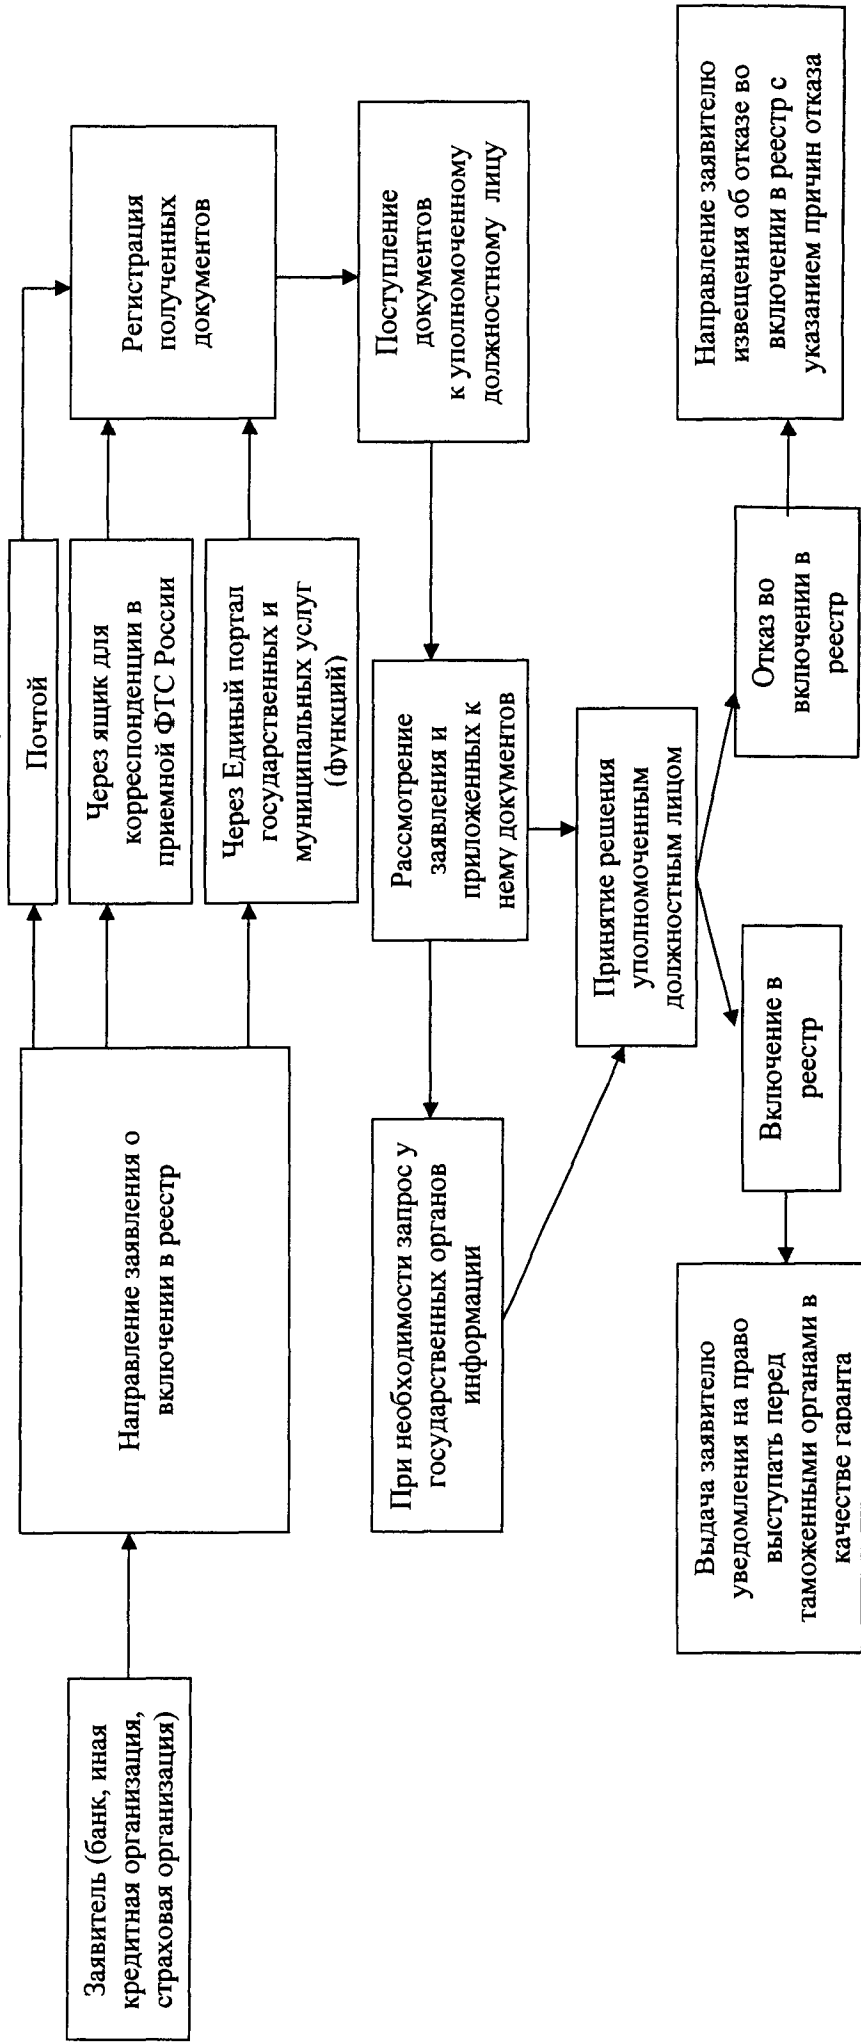 Заявитель (банк, иная
кредитная организация,
страховая организация)
Направление заявления о
включении в реестр
Почтой
Через ящик для
корреспонденции в
приемной ФТС России
Через Единый портал
государственных и
муниципальных услуг
(функций)
Регистрация
полученных
документов
Поступление
документов
к уполномоченному
должностному лицу
Рассмотрение
заявления и
приложенных к
нему документов
При необходимости запрос у
государственных органов
информации
Принятие решения
уполномоченным
должностным лицом
Включение в
реестр
Отказ во
включении в
реестр
Выдача заявителю
уведомления на право
выступать перед
таможенными органами в
качестве гаранта
Направление заявителю
извещения об отказе во
включении в реестр с
указанием причин отказа